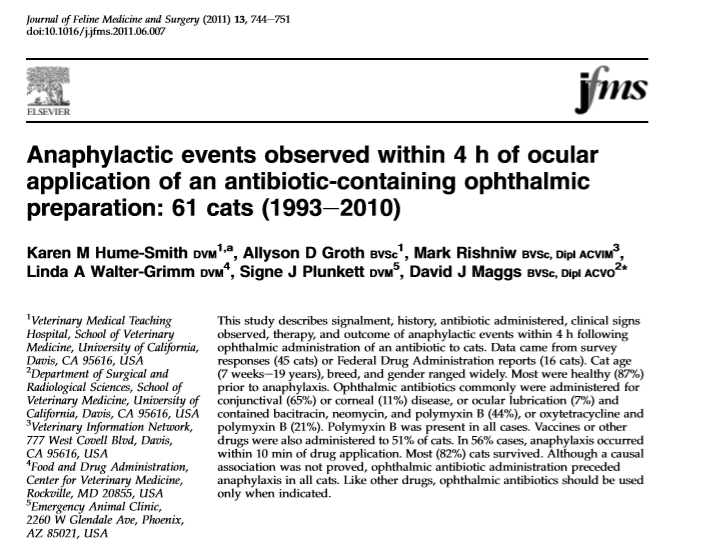 Journal of Feline Medicine and Surgery (2011) 13, 744–751
doi:10.1016/j.jfms.2011.06.007
ELSEVIER
jfms
Anaphylactic events observed within 4 h of ocular
application of an antibiotic-containing ophthalmic
preparation: 61 cats (1993–2010)
Karen M Hume-Smith DVM1,a, Allyson D Groth BVSc1, Mark Rishniw BVSc, Dipl ACVIM3,
Linda A Walter-Grimm DVM4, Signe J Plunkett DVM5, David J Maggs BVSc, Dipl ACVO2*
1Veterinary Medical Teaching
Hospital, School of Veterinary
Medicine, University of California,
Davis, CA 95616, USA
2Department of Surgical and
Radiological Sciences, School of
Veterinary Medicine, University of
California, Davis, CA 95616, USA
3Veterinary Information Network,
777 West Covell Blvd, Davis,
CA 95616, USA
4Food and Drug Administration,
Center for Veterinary Medicine,
Rockville, MD 20855, USA
5Emergency Animal Clinic,
2260 W Glendale Ave, Phoenix,
AZ 85021, USA
This study describes signalment, history, antibiotic administered, clinical signs
observed, therapy, and outcome of anaphylactic events within 4 h following
ophthalmic administration of an antibiotic to cats. Data came from survey
responses (45 cats) or Federal Drug Administration reports (16 cats). Cat age
(7 weeks–19 years), breed, and gender ranged widely. Most were healthy (87%)
prior to anaphylaxis. Ophthalmic antibiotics commonly were administered for
conjunctival (65%) or corneal (11%) disease, or ocular lubrication (7%) and
contained bacitracin, neomycin, and polymyxin B (44%), or oxytetracycline and
polymyxin B (21%). Polymyxin B was present in all cases. Vaccines or other
drugs were also administered to 51% of cats. In 56% cases, anaphylaxis occurred
within 10 min of drug application. Most (82%) cats survived. Although a causal
association was not proved, ophthalmic antibiotic administration preceded
anaphylaxis in all cats. Like other drugs, ophthalmic antibiotics should be used
only when indicated.